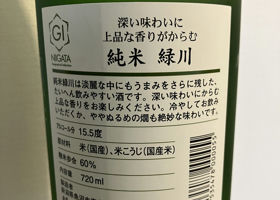 GI
NIIGATA
深い味わいに
上品な香りがからむ
純米 緑川
純米緑川は淡麗な中にもうまみをさらに残した、
たいへん飲みやすい酒です。深い味わいに
上品な香りをお楽しみください。冷やしてお飲み
いただくか、ややぬるめの燗も絶妙な味わいです。
アルコール分 15.5度
原材料 米(国産)、米こうじ(国産米)
精米歩合 60%
内容量 720ml
製造者